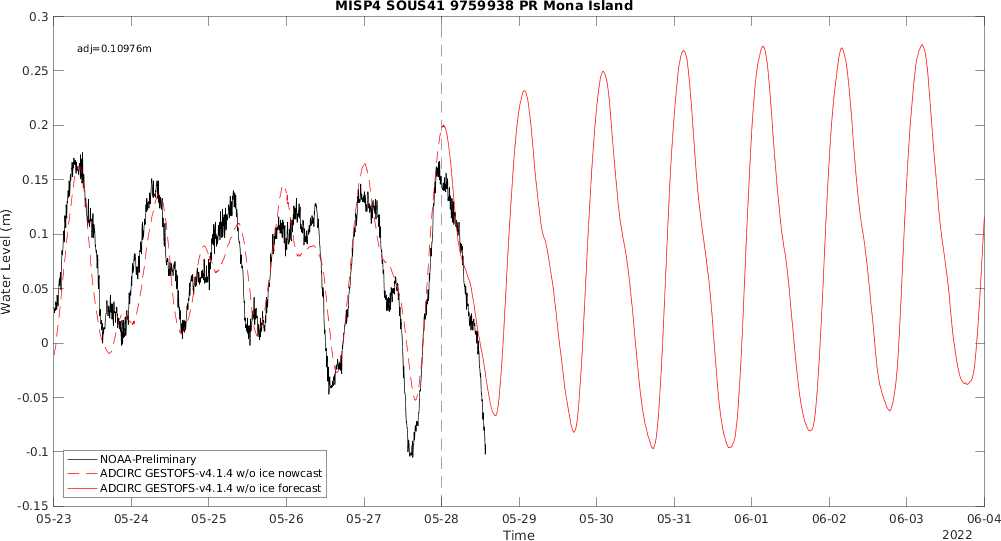 MISP4 SOUS41 9759938 PR Mona Island
adj=0.10976m
0.3
0.25
0.2
0.15
0.1
0.05
0
-0.05
-0.1
-0.15
Water Level (m)
NOAA-Preliminary
ADCIRC GESTOFS-v4.1.4 w/o ice nowcast
ADCIRC GESTOFS-v4.1.4 w/o ice forecast
05-23 05-24 05-25 05-26 05-27 05-28 05-29 05-30 05-31 06-01 06-02 06-03 06-04
Time
2022